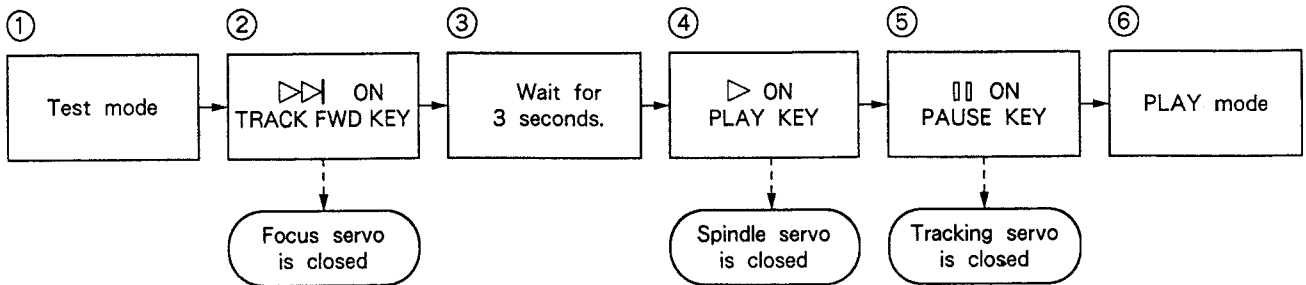 ① ② ③ ④ ⑤ ⑥
Test mode
▷▷| ON
TRACK FWD KEY
Wait for
3 seconds.
▷ ON
PLAY KEY
▯▯ ON
PAUSE KEY
PLAY mode
Focus servo
is closed
Spindle servo
is closed
Tracking servo
is closed